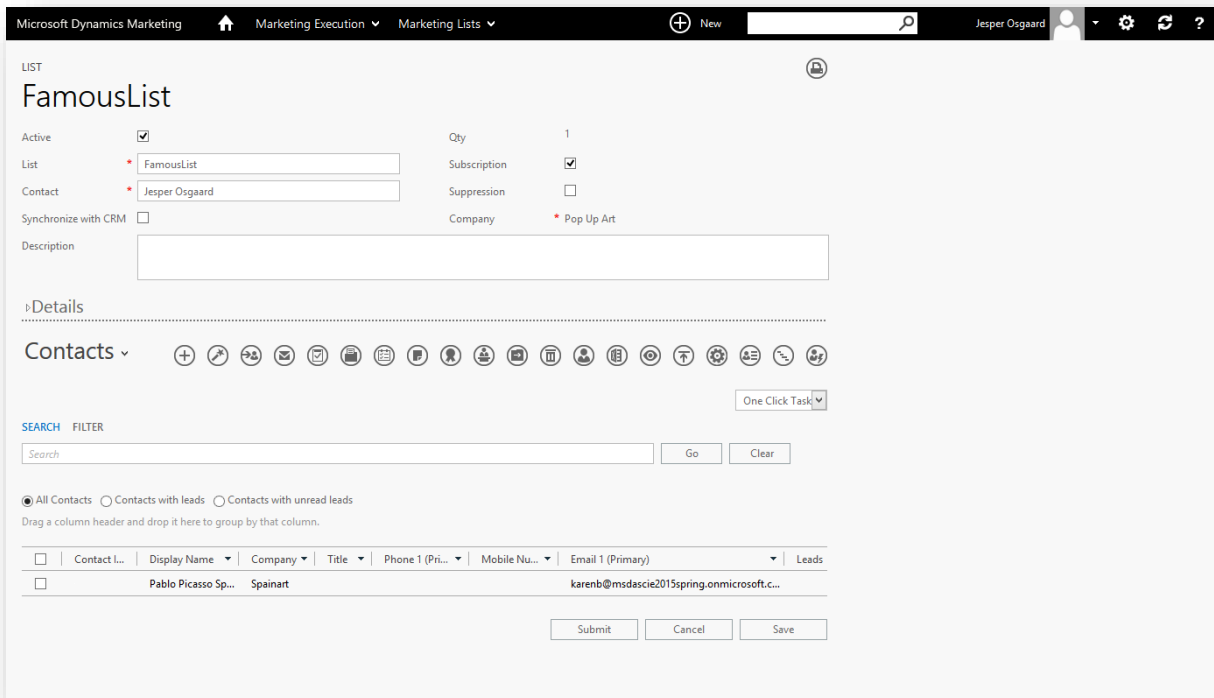 Microsoft Dynamics Marketing Marketing Execution Marketing Lists New Jesper Osgaard ?
LIST
FamousList
Active Qty 1
List * FamousList Subscription
Contact * Jesper Osgaard Suppression
Synchronize with CRM Company * Pop Up Art
Description
Details
Contacts
One Click Task
SEARCH FILTER
Search Go Clear
All Contacts Contacts with leads Contacts with unread leads
Drag a column header and drop it here to group by that column.
Contact I... Display Name Company Title Phone 1 (Pri... Mobile Nu... Email 1 (Primary) Leads
Pablo Picasso Sp... Spainart karenb@msdascie2015spring.onmicrosoft.c...
Submit Cancel Save